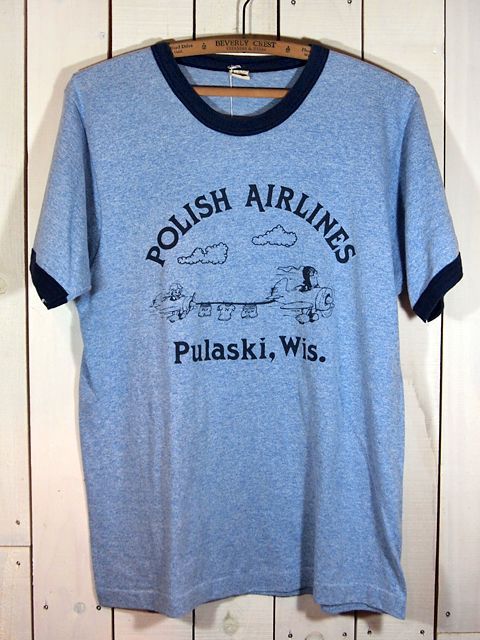 BEVERLY CREST
POLISH AIRLINES
Pulaski, Wis.